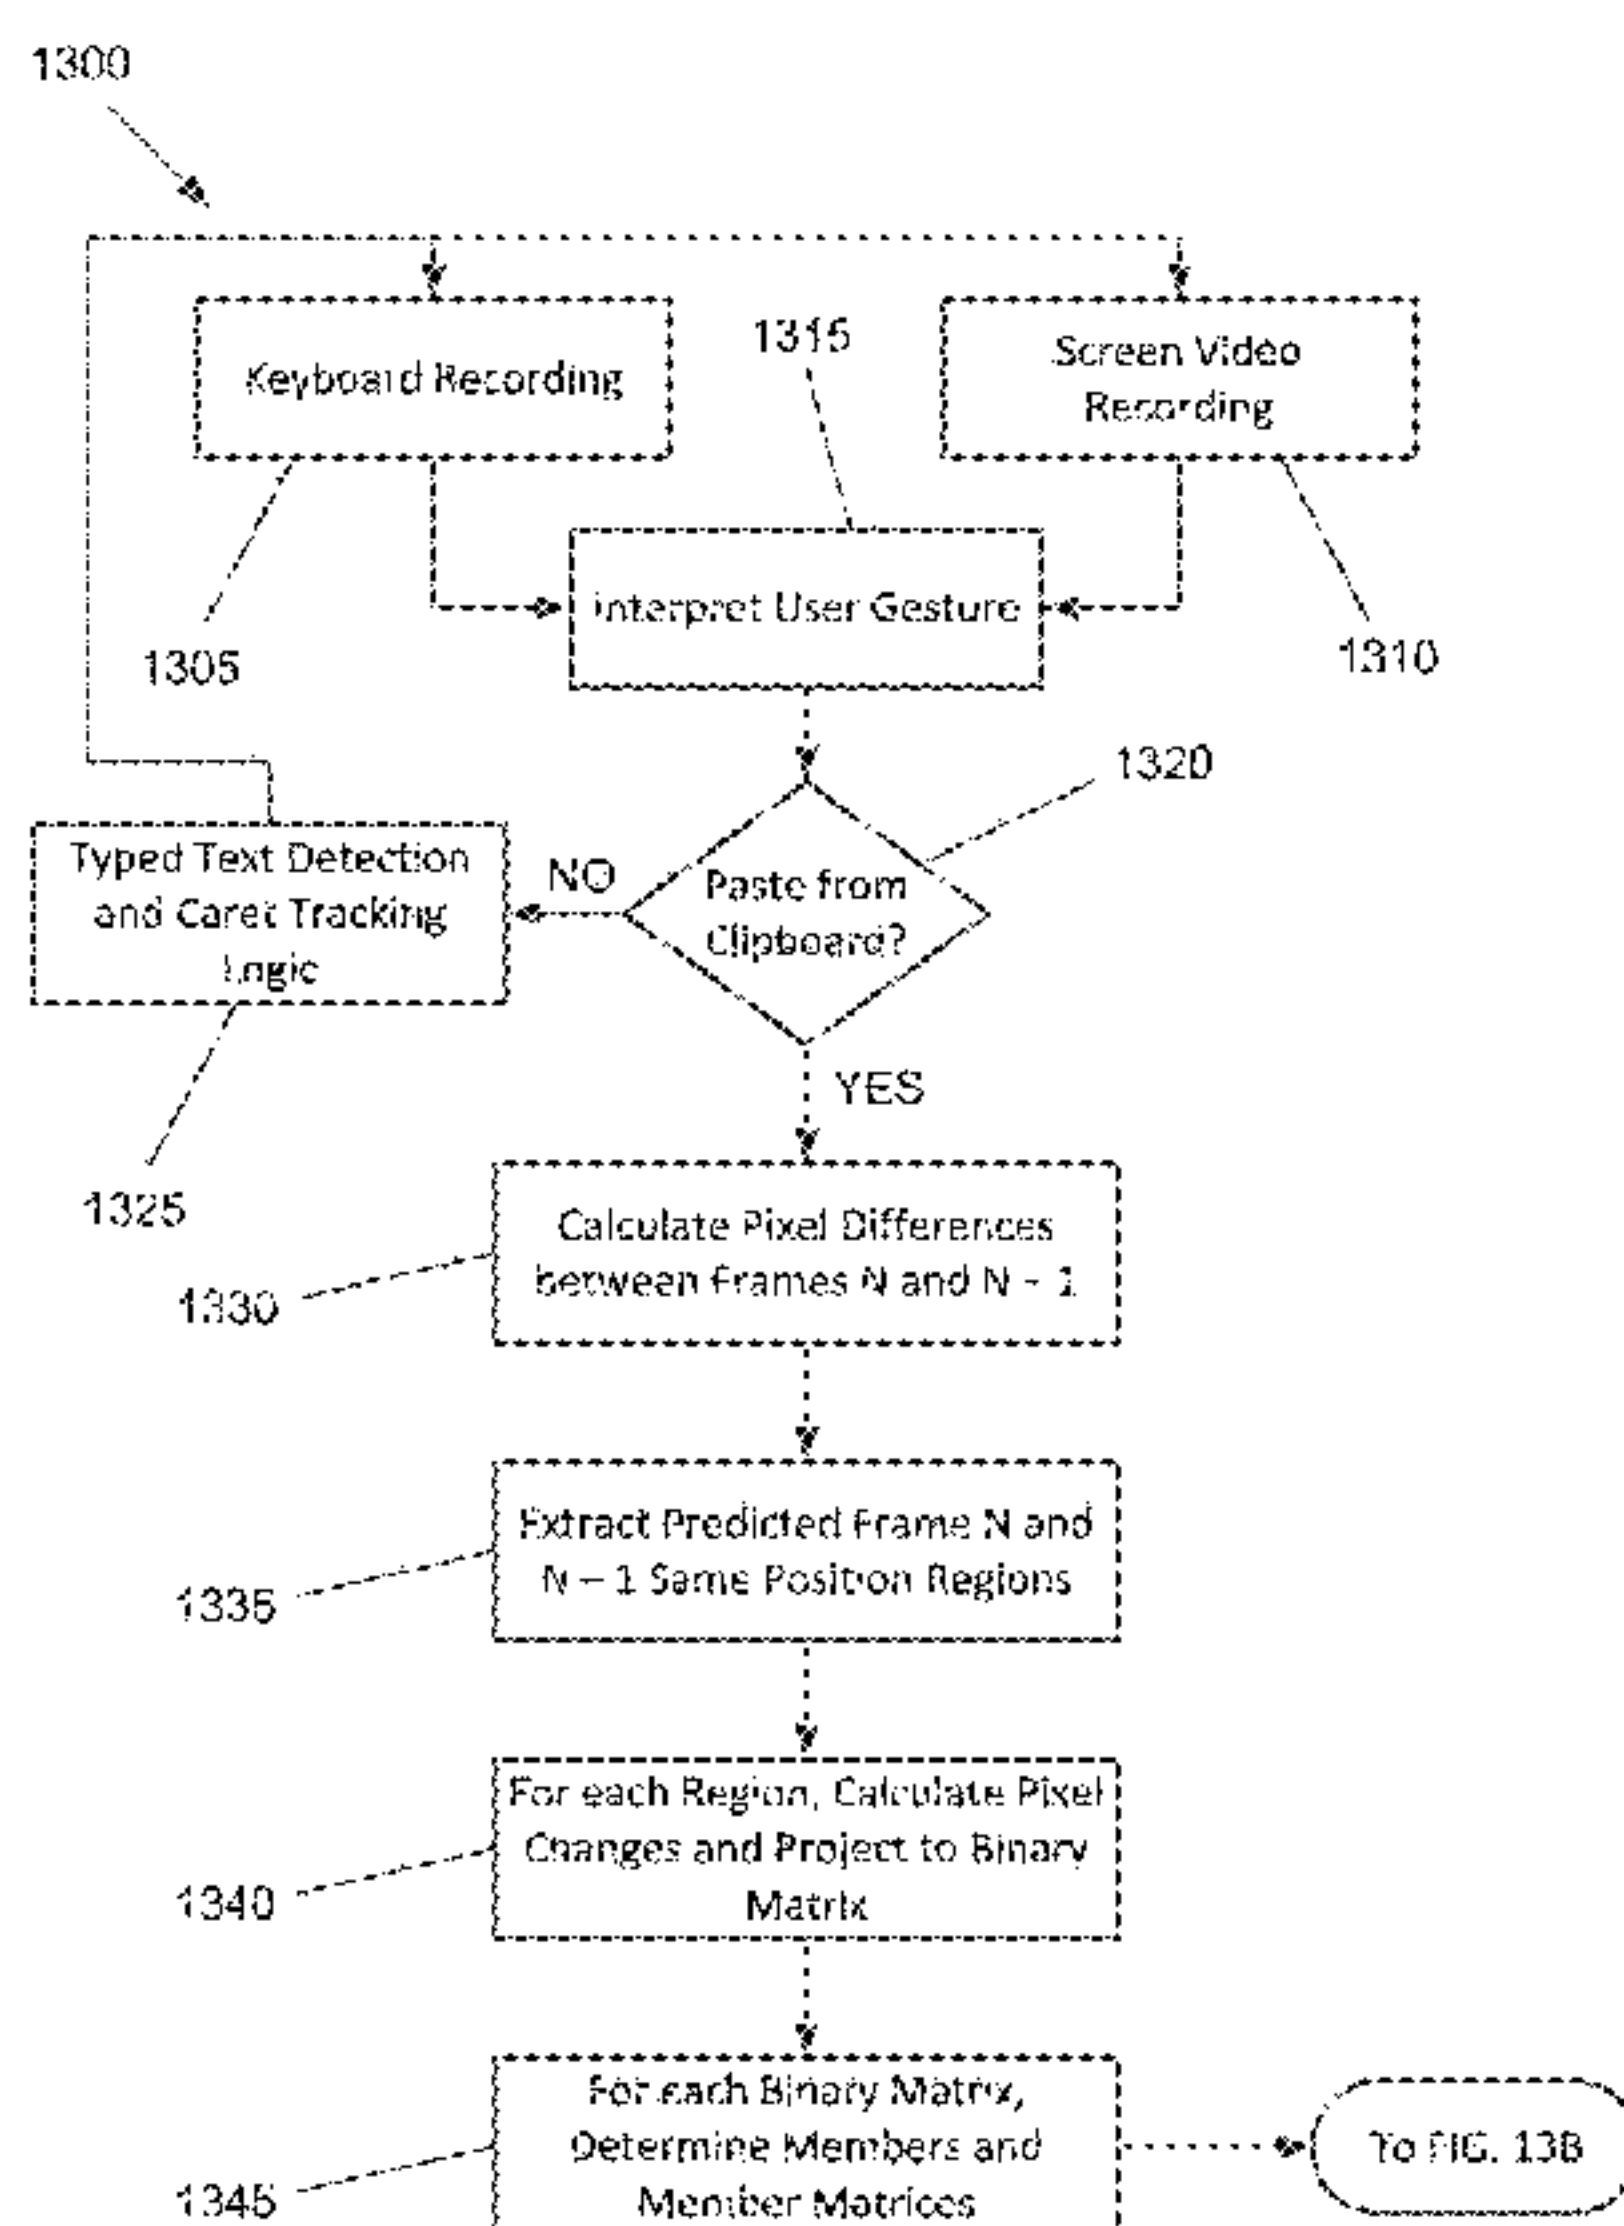 1300
Keyboard Recording
1315
Screen Video
Recording
Interpret User Gesture
1305
1310
1320
Typed Text Detection
and Caret Tracking
Logic
NO
Paste from
Clipboard?
YES
1325
Calculate Pixel Differences
between Frames N and N - 1
1330
Extract Predicted Frame N and
N – 1 Same Position Regions
1335
For each Region, Calculate Pixel
Changes and Project to Binary
Matrix
1340
For each Binary Matrix,
Determine Members and
Member Matrices
1345
To FIG. 13B